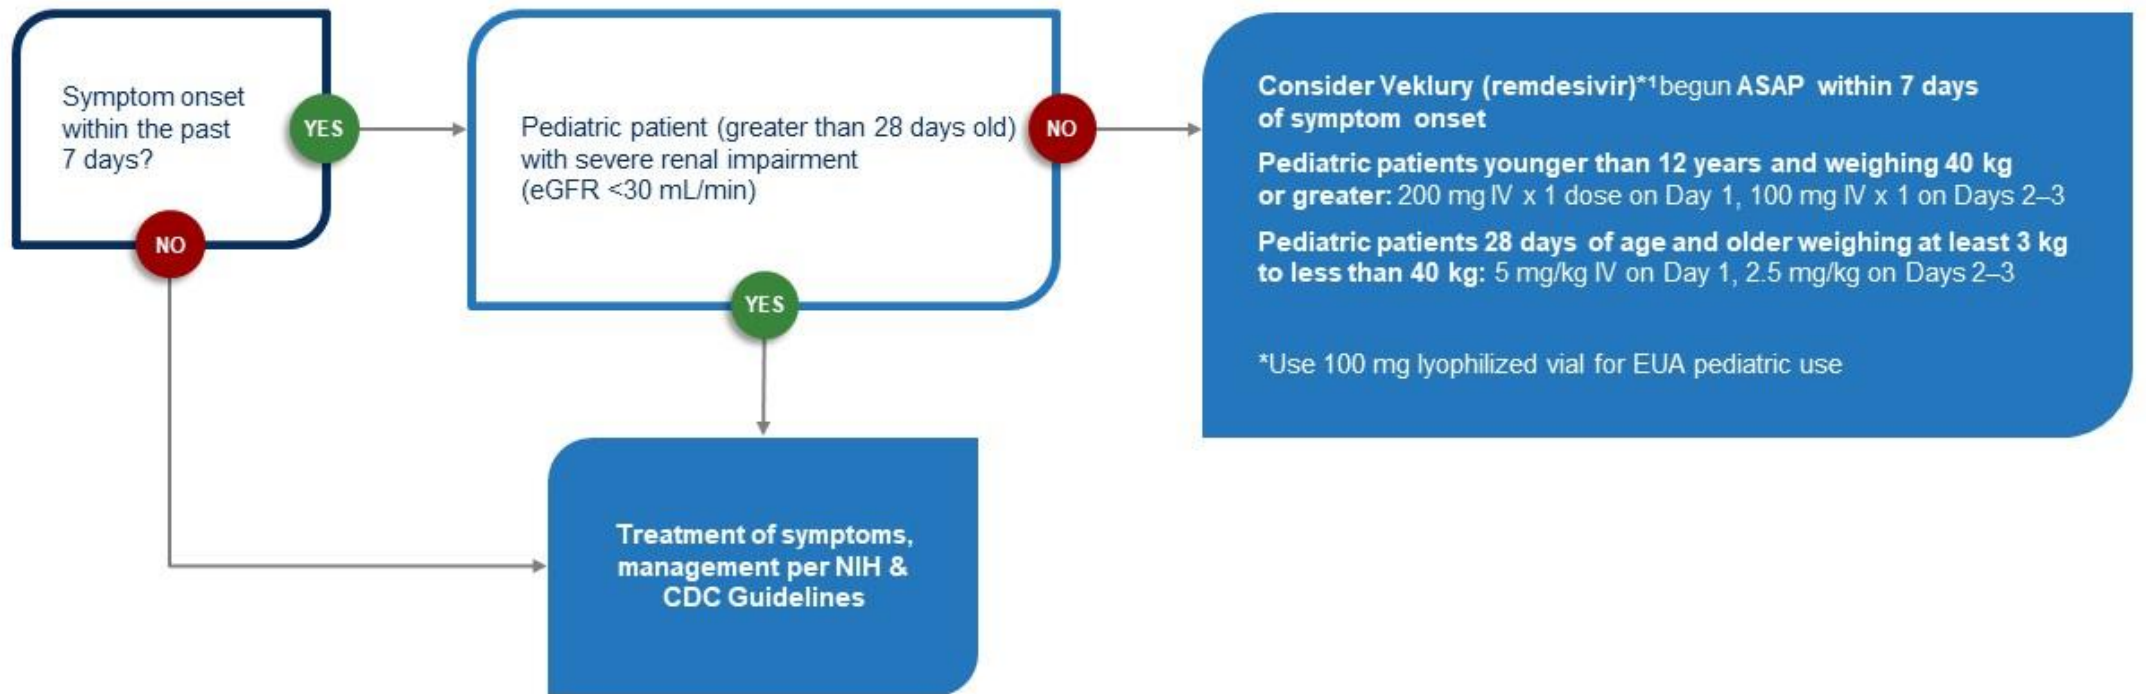 Symptom onset
within the past
7 days?
YES
NO
Pediatric patient (greater than 28 days old)
with severe renal impairment
(eGFR <30 mL/min)
NO
YES
Consider Veklury (remdesivir)*¹begun ASAP within 7 days
of symptom onset
Pediatric patients younger than 12 years and weighing 40 kg
or greater: 200 mg IV x 1 dose on Day 1, 100 mg IV x 1 on Days 2–3
Pediatric patients 28 days of age and older weighing at least 3 kg
to less than 40 kg: 5 mg/kg IV on Day 1, 2.5 mg/kg on Days 2–3
*Use 100 mg lyophilized vial for EUA pediatric use
Treatment of symptoms,
management per NIH &
CDC Guidelines